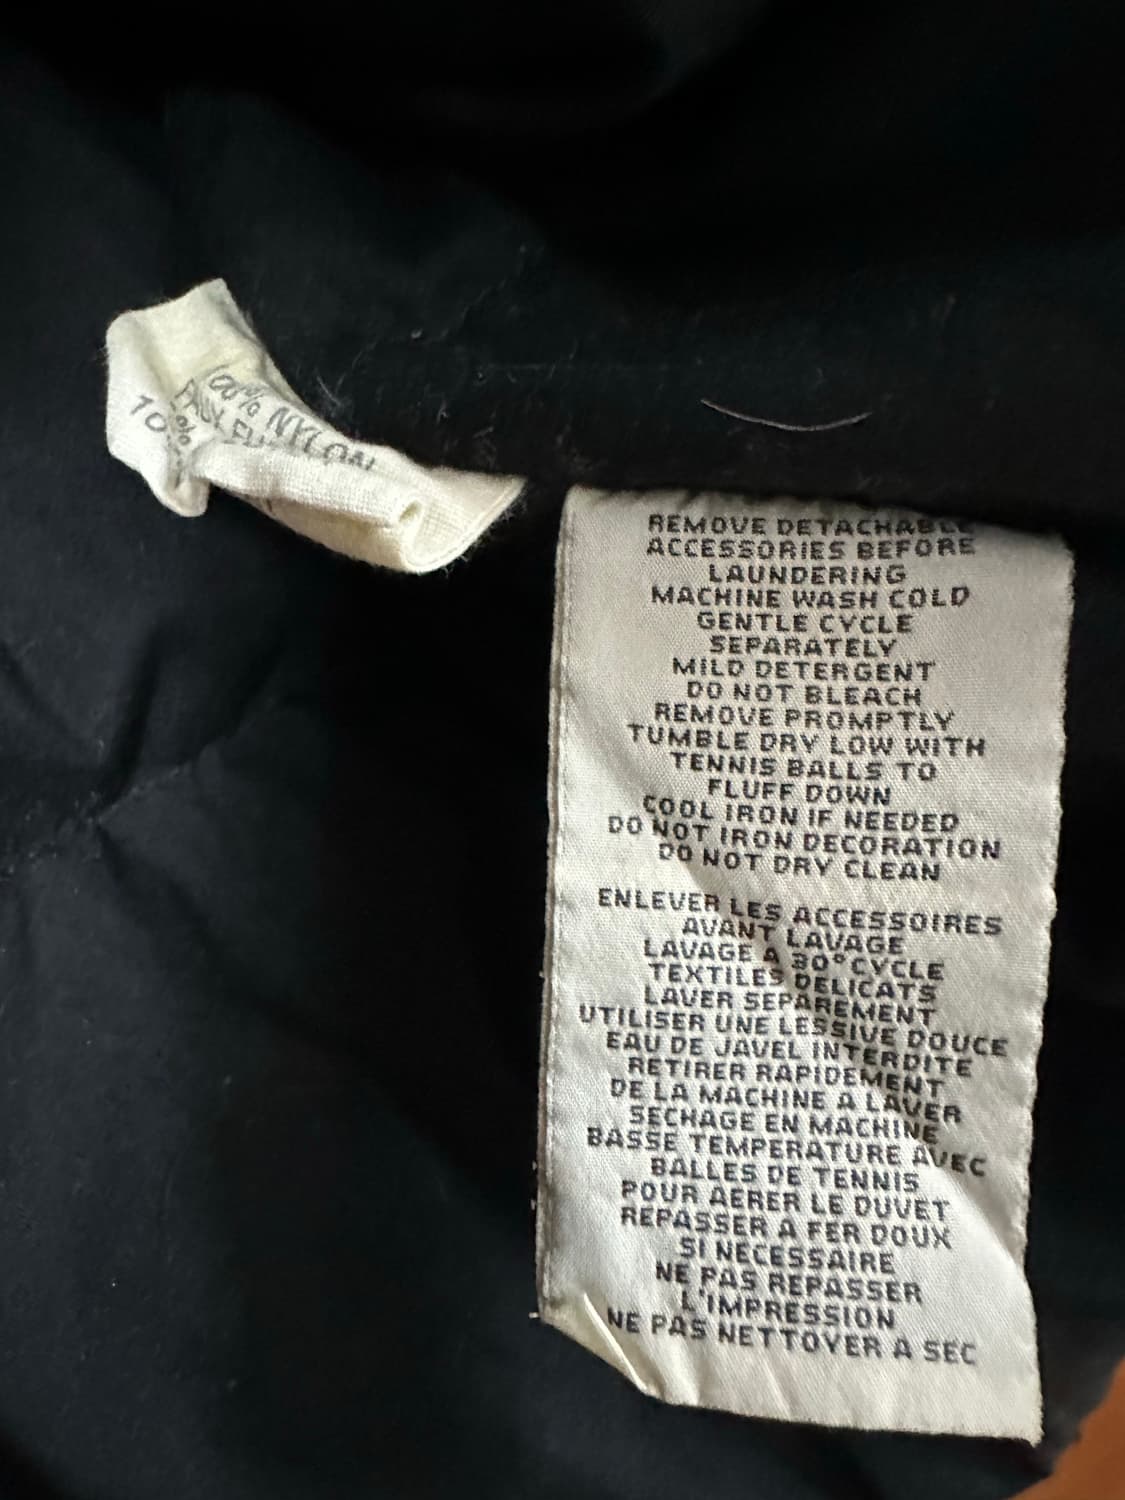 100% NYLON
REMOVE DETACHABLE
ACCESSORIES BEFORE
LAUNDERING
MACHINE WASH COLD
GENTLE CYCLE
SEPARATELY
MILD DETERGENT
DO NOT BLEACH
REMOVE PROMPTLY
TUMBLE DRY LOW WITH
TENNIS BALLS TO
FLUFF DOWN
COOL IRON IF NEEDED
DO NOT IRON DECORATION
DO NOT DRY CLEAN
ENLEVER LES ACCESSOIRES
AVANT LAVAGE
LAVAGE A 30° CYCLE
TEXTILES DELICATS
LAVER SEPAREMENT
UTILISER UNE LESSIVE DOUCE
EAU DE JAVEL INTERDITE
RETIRER RAPIDEMENT
DE LA MACHINE A LAVER
SECHAGE EN MACHINE
BASSE TEMPERATURE AVEC
BALLES DE TENNIS
POUR AERER LE DUVET
REPASSER A FER DOUX
SI NECESSAIRE
NE PAS REPASSER
L'IMPRESSION
NE PAS NETTOYER A SEC